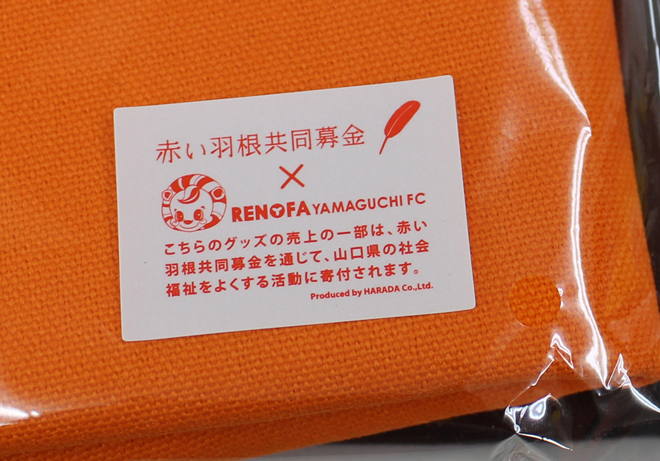 赤い羽根共同募金
×
RENOFA YAMAGUCHI FC
こちらのグッズの売上の一部は、赤い
羽根共同募金を通じて、山口県の社会
福祉をよくする活動に寄付されます。
Produced by HARADA Co.,Ltd.